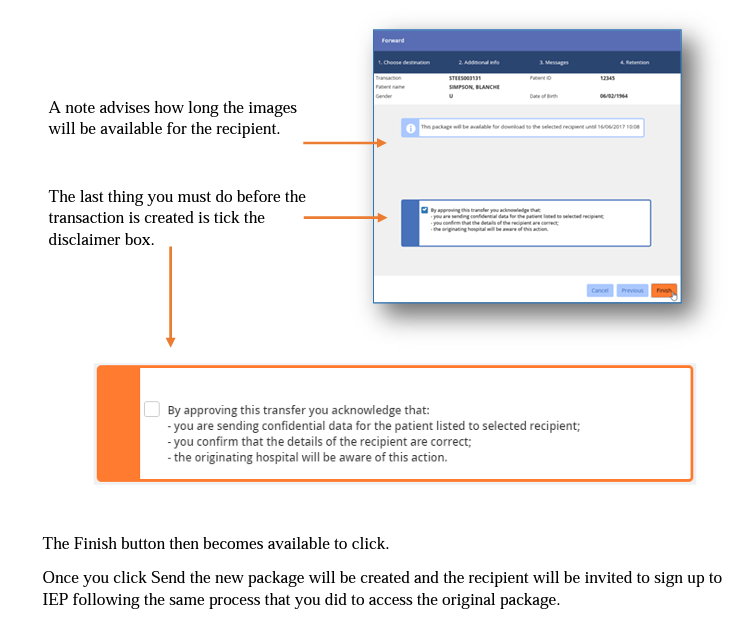 Forward
1. Choose destination 2. Additional info 3. Messages 4. Retention
Transaction STEES003131 Patient ID 12345
Patient name SIMPSON, BLANCHE
Gender U Date of Birth 06/02/1964
A note advises how long the images
will be available for the recipient.
This package will be available for download to the selected recipient until 16/06/2017 10:08
The last thing you must do before the
transaction is created is tick the
disclaimer box.
By approving this transfer you acknowledge that:
- you are sending confidential data for the patient listed to selected recipient;
- you confirm that the details of the recipient are correct;
- the originating hospital will be aware of this action.
Cancel Previous Finish
By approving this transfer you acknowledge that:
- you are sending confidential data for the patient listed to selected recipient;
- you confirm that the details of the recipient are correct;
- the originating hospital will be aware of this action.
The Finish button then becomes available to click.
Once you click Send the new package will be created and the recipient will be invited to sign up to
IEP following the same process that you did to access the original package.